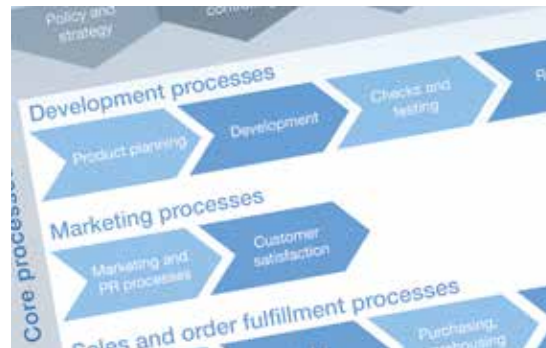 Policy and
strategy
Development processes
Product planning
Development
Checks and
testing
Marketing processes
Marketing and
PR processes
Customer
satisfaction
Core
Sales and order fulfillment processes
Purchasing,